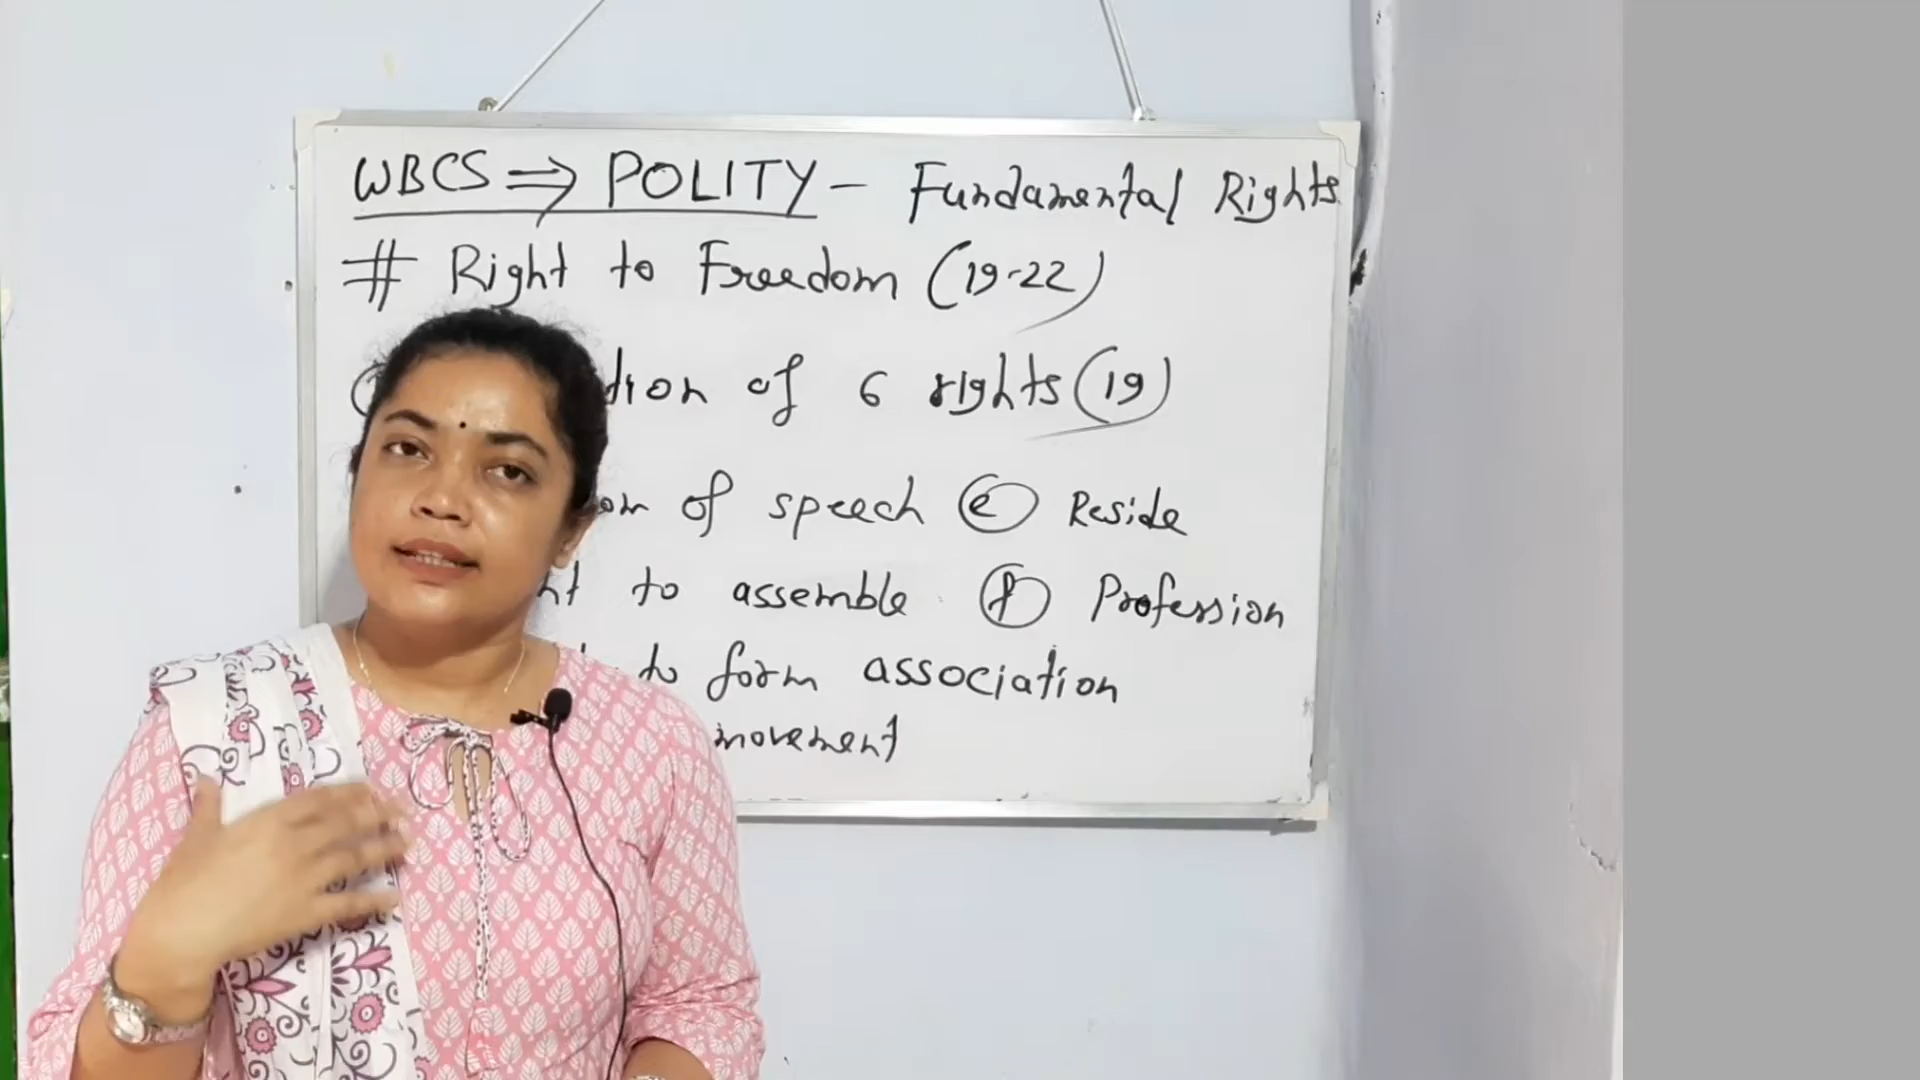 WBCS ⇒ POLITY - Fundamental Rights
# Right to Freedom (19-22)
of 6 rights (19)
of speech (e) Reside
to assemble (f) Profession
to form association
movement